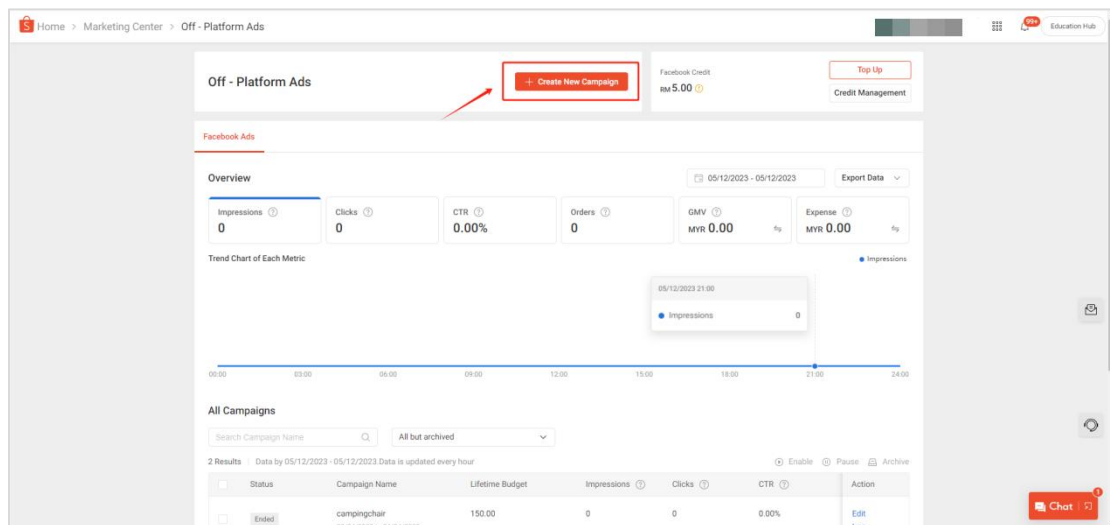 Home > Marketing Center > Off - Platform Ads
99+
Education Hub
Off - Platform Ads
+ Create New Campaign
Facebook Credit
RM 5.00
Top Up
Credit Management
Facebook Ads
Overview
05/12/2023 - 05/12/2023
Export Data
Impressions Clicks CTR Orders GMV Expense
0 0 0.00% 0 MYR 0.00 MYR 0.00
Trend Chart of Each Metric
Impressions
05/12/2023 21:00
Impressions 0
00:00 03:00 06:00 09:00 12:00 15:00 18:00 21:00 24:00
All Campaigns
Search Campaign Name
All but archived
2 Results Data by 05/12/2023 - 05/12/2023.Data is updated every hour
Enable Pause Archive
Status Campaign Name Lifetime Budget Impressions Clicks CTR Action
Ended campingchair 150.00 0 0 0.00% Edit
Chat
1